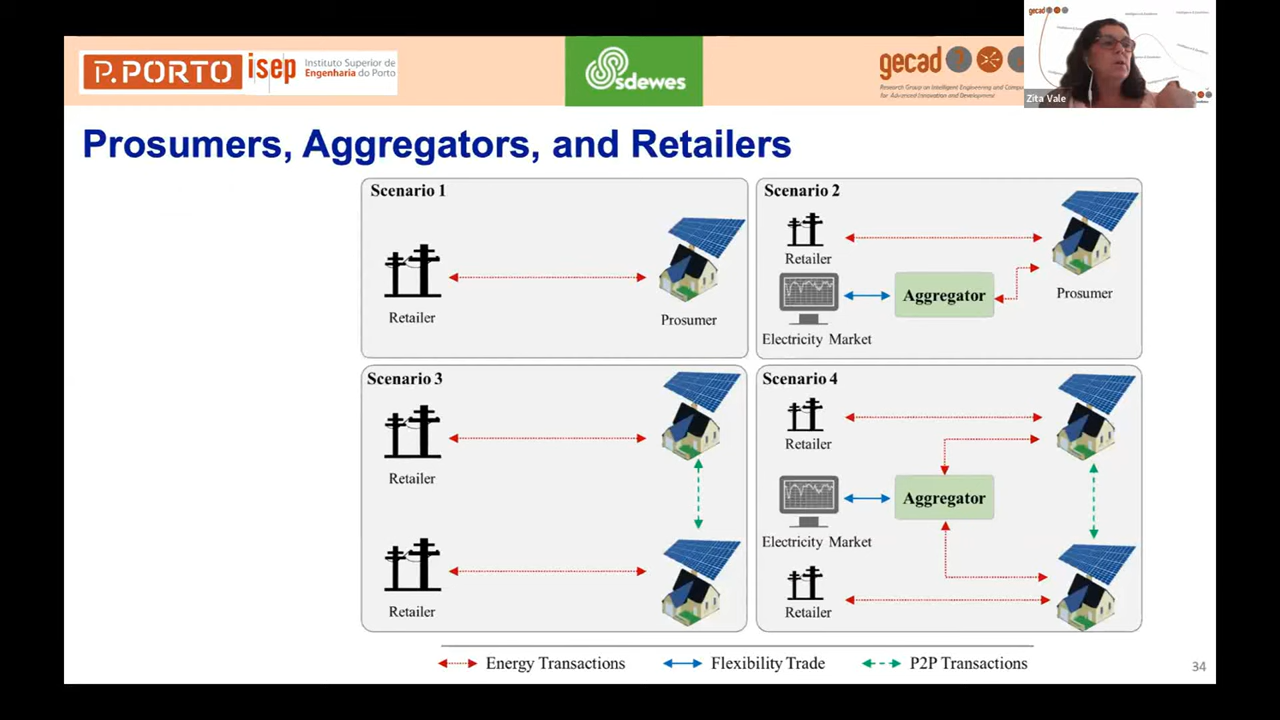 P.PORTO
isep
Instituto Superior de
Engenharia do Porto
sdewes
gecad
Research Group on Intelligent Engineering and Comp
for Advanced Innovation and Development
gecad
Zita Vale
Prosumers, Aggregators, and Retailers
Scenario 1
Retailer
Prosumer
Scenario 2
Retailer
Electricity Market
Aggregator
Prosumer
Scenario 3
Retailer
Retailer
Scenario 4
Retailer
Aggregator
Electricity Market
Retailer
Energy Transactions
Flexibility Trade
P2P Transactions
34